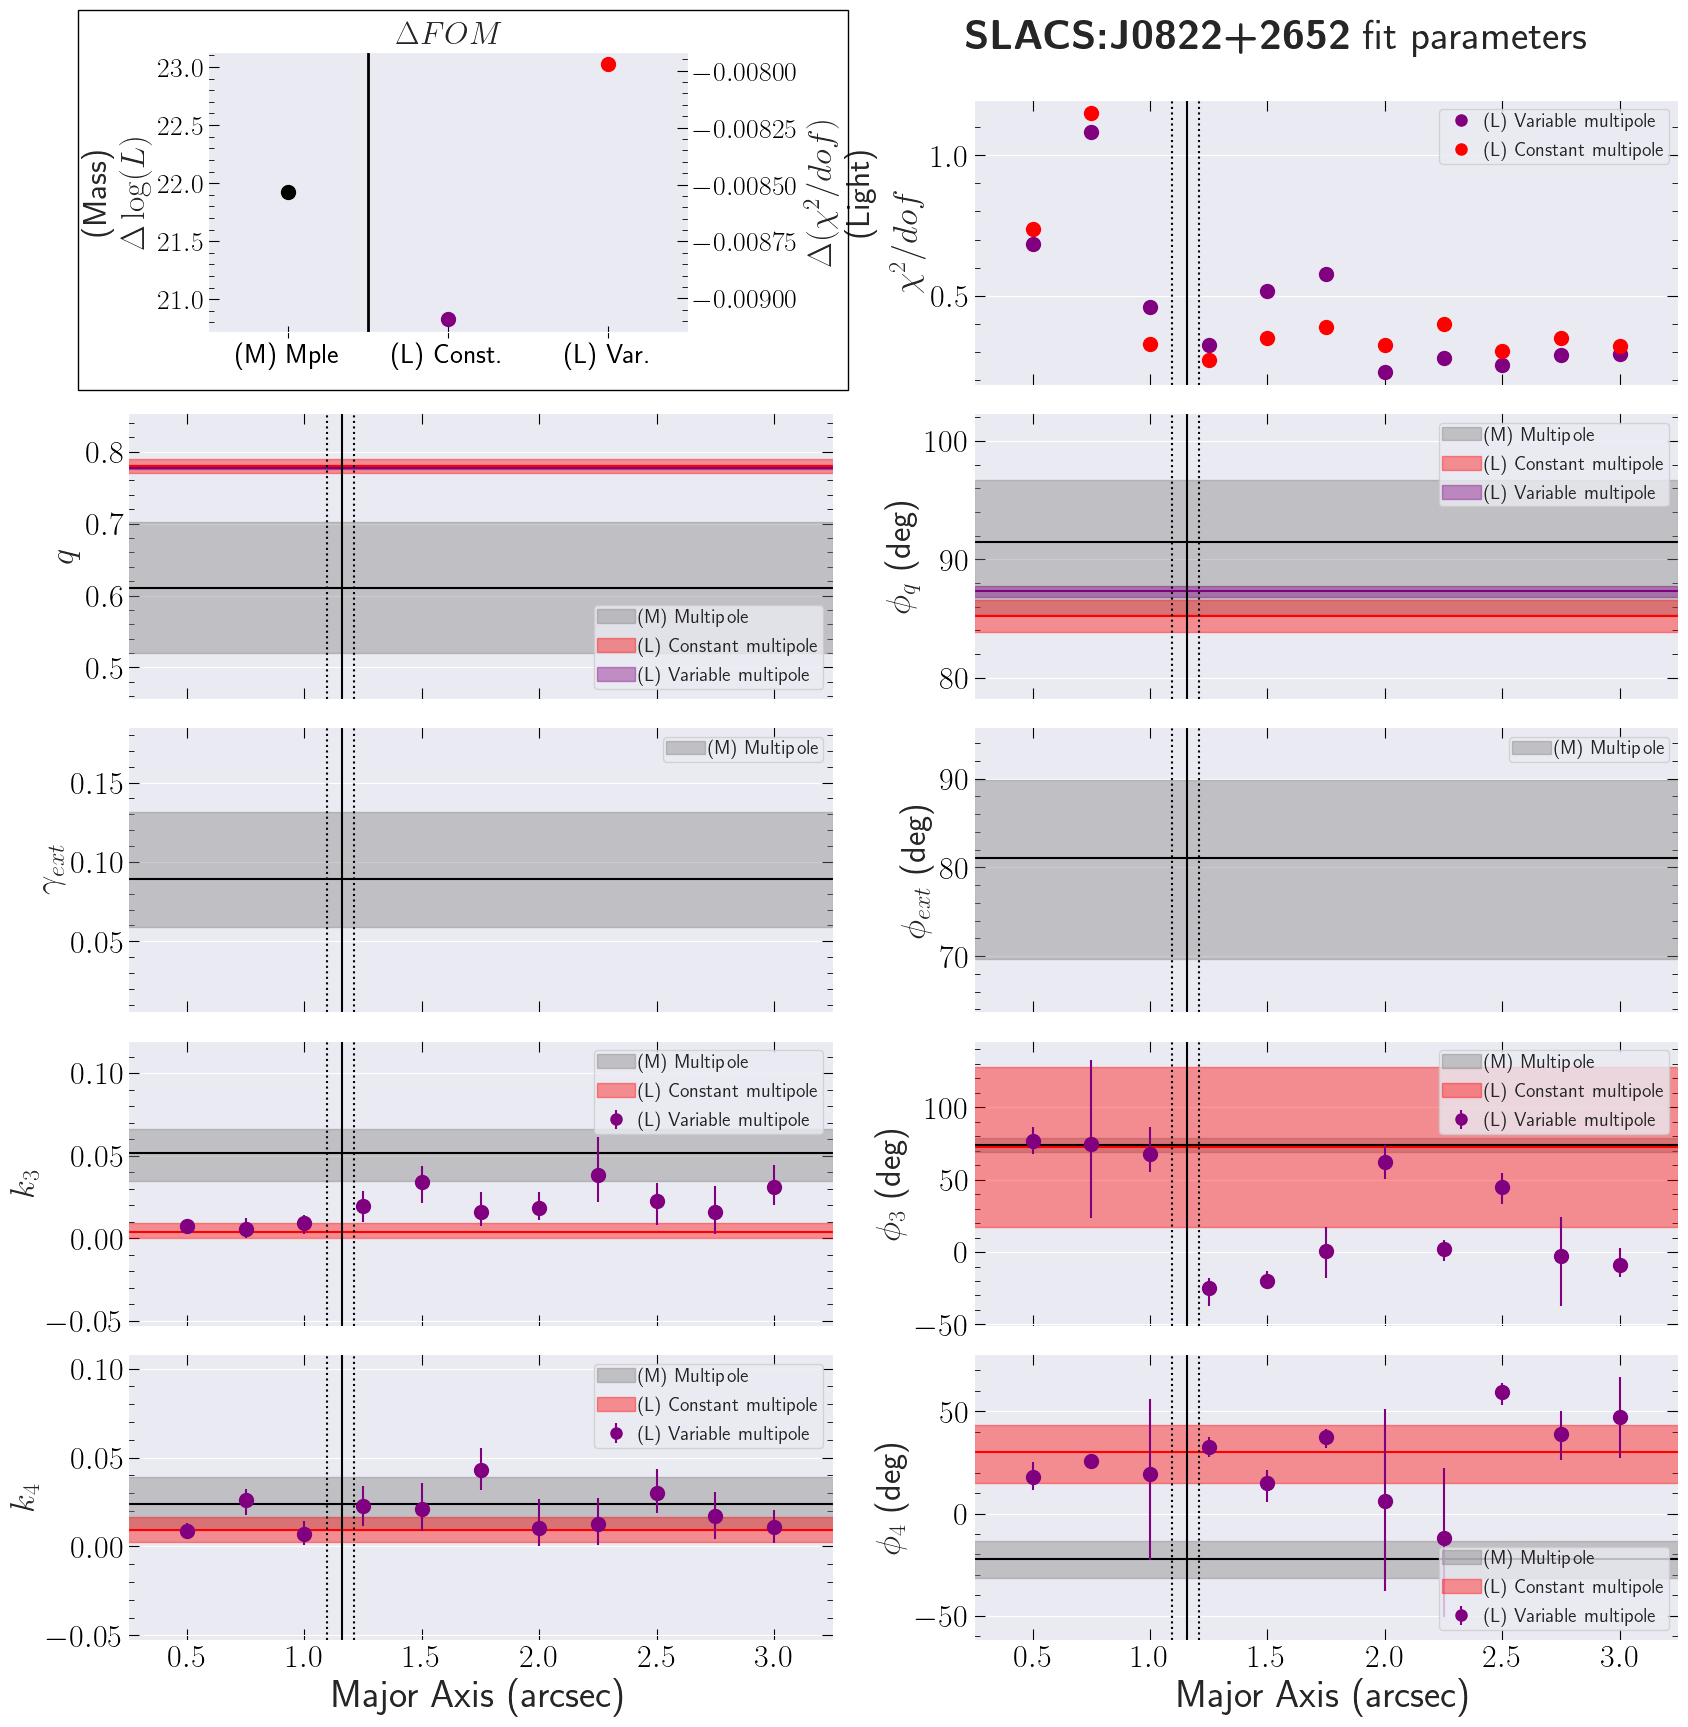 ΔFOM
SLACS:J0822+2652 fit parameters
(Mass)
Δ log(L)
23.0
22.5
22.0
21.5
21.0
−0.00800
−0.00825
−0.00850
−0.00875
−0.00900
Δ(χ²/dof)
(Light)
(M) Mple
(L) Const.
(L) Var.
χ²/dof
1.0
0.5
(L) Variable multipole
(L) Constant multipole
q
0.8
0.7
0.6
0.5
(M) Multipole
(L) Constant multipole
(L) Variable multipole
ϕ_q (deg)
100
90
80
(M) Multipole
(L) Constant multipole
(L) Variable multipole
γ_ext
0.15
0.10
0.05
(M) Multipole
ϕ_ext (deg)
90
80
70
(M) Multipole
k₃
0.10
0.05
0.00
−0.05
(M) Multipole
(L) Constant multipole
(L) Variable multipole
ϕ₃ (deg)
100
50
0
−50
(M) Multipole
(L) Constant multipole
(L) Variable multipole
k₄
0.10
0.05
0.00
−0.05
(M) Multipole
(L) Constant multipole
(L) Variable multipole
0.5 1.0 1.5 2.0 2.5 3.0
Major Axis (arcsec)
ϕ₄ (deg)
50
0
−50
(M) Multipole
(L) Constant multipole
(L) Variable multipole
0.5 1.0 1.5 2.0 2.5 3.0
Major Axis (arcsec)